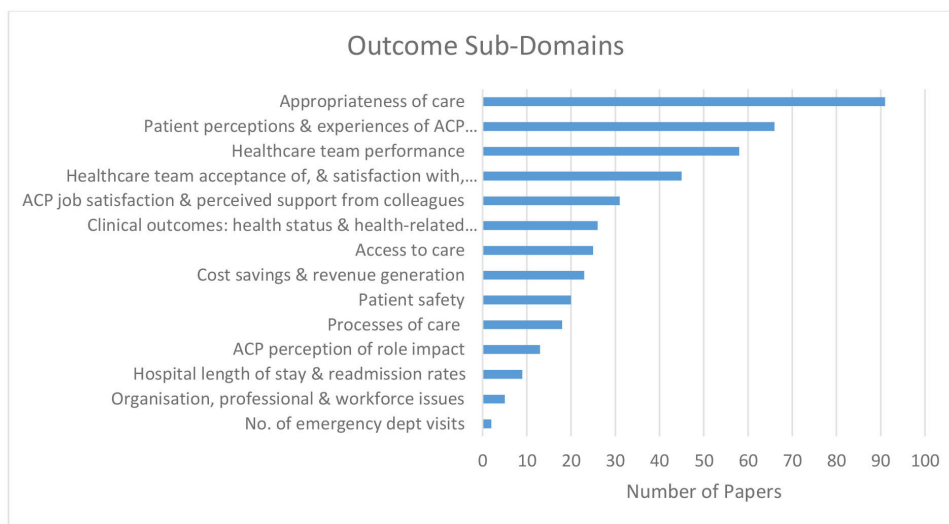 Outcome Sub-Domains
Appropriateness of care
Patient perceptions & experiences of ACP...
Healthcare team performance
Healthcare team acceptance of, & satisfaction with,...
ACP job satisfaction & perceived support from colleagues
Clinical outcomes: health status & health-related...
Access to care
Cost savings & revenue generation
Patient safety
Processes of care
ACP perception of role impact
Hospital length of stay & readmission rates
Organisation, professional & workforce issues
No. of emergency dept visits
0 10 20 30 40 50 60 70 80 90 100
Number of Papers